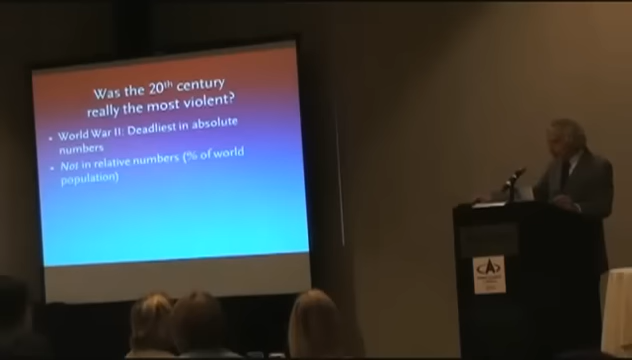 Was the 20th century
really the most violent?
• World War II: Deadliest in absolute
numbers
• Not in relative numbers (% of world
population)